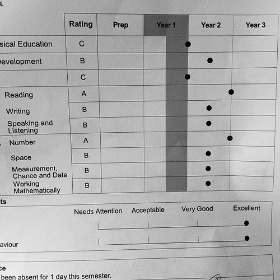 Rating Prep Year 1 Year 2 Year 3
sical Education C
evelopment B
C
Reading A
Writing B
Speaking and
Listening B
Number A
Space B
Measurement,
Chance and Data B
Working
Mathematically B
ts
Needs Attention Acceptable Very Good Excellent
aviour
ce
been absent for 1 day this semester.